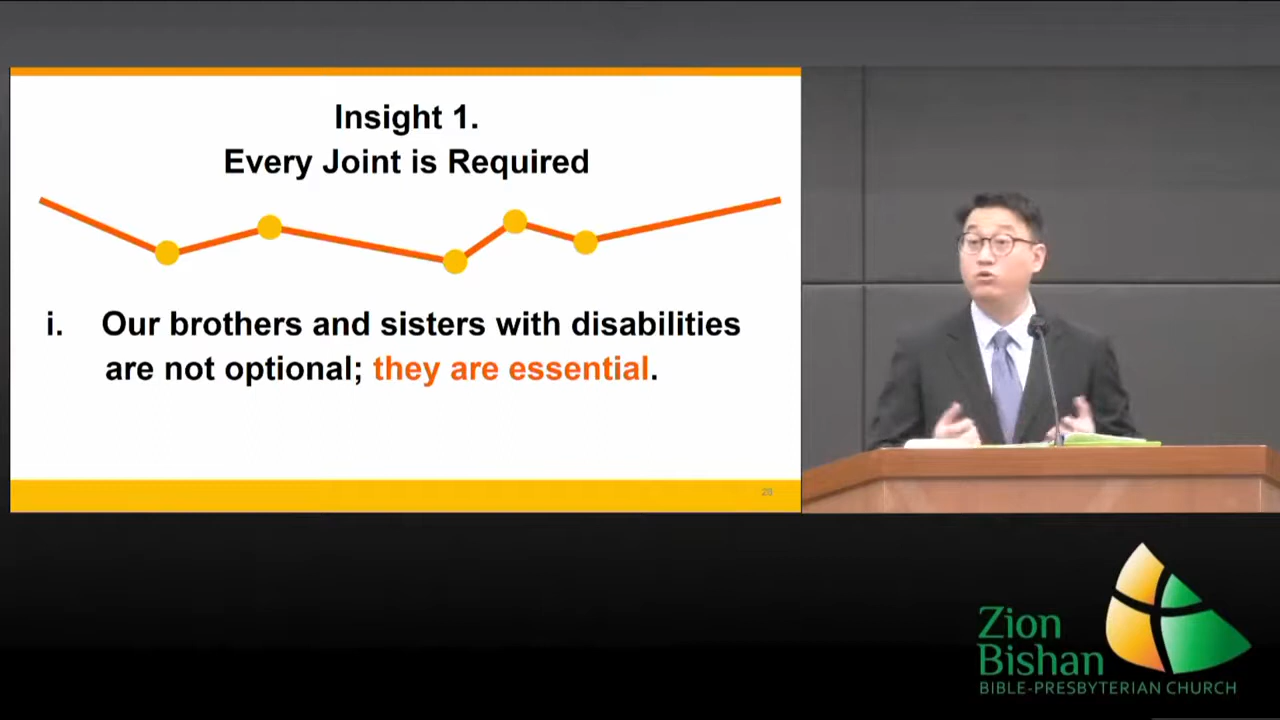 Insight 1.
Every Joint is Required
i. Our brothers and sisters with disabilities
are not optional; they are essential.
28
Zion
Bishan
BIBLE-PRESBYTERIAN CHURCH